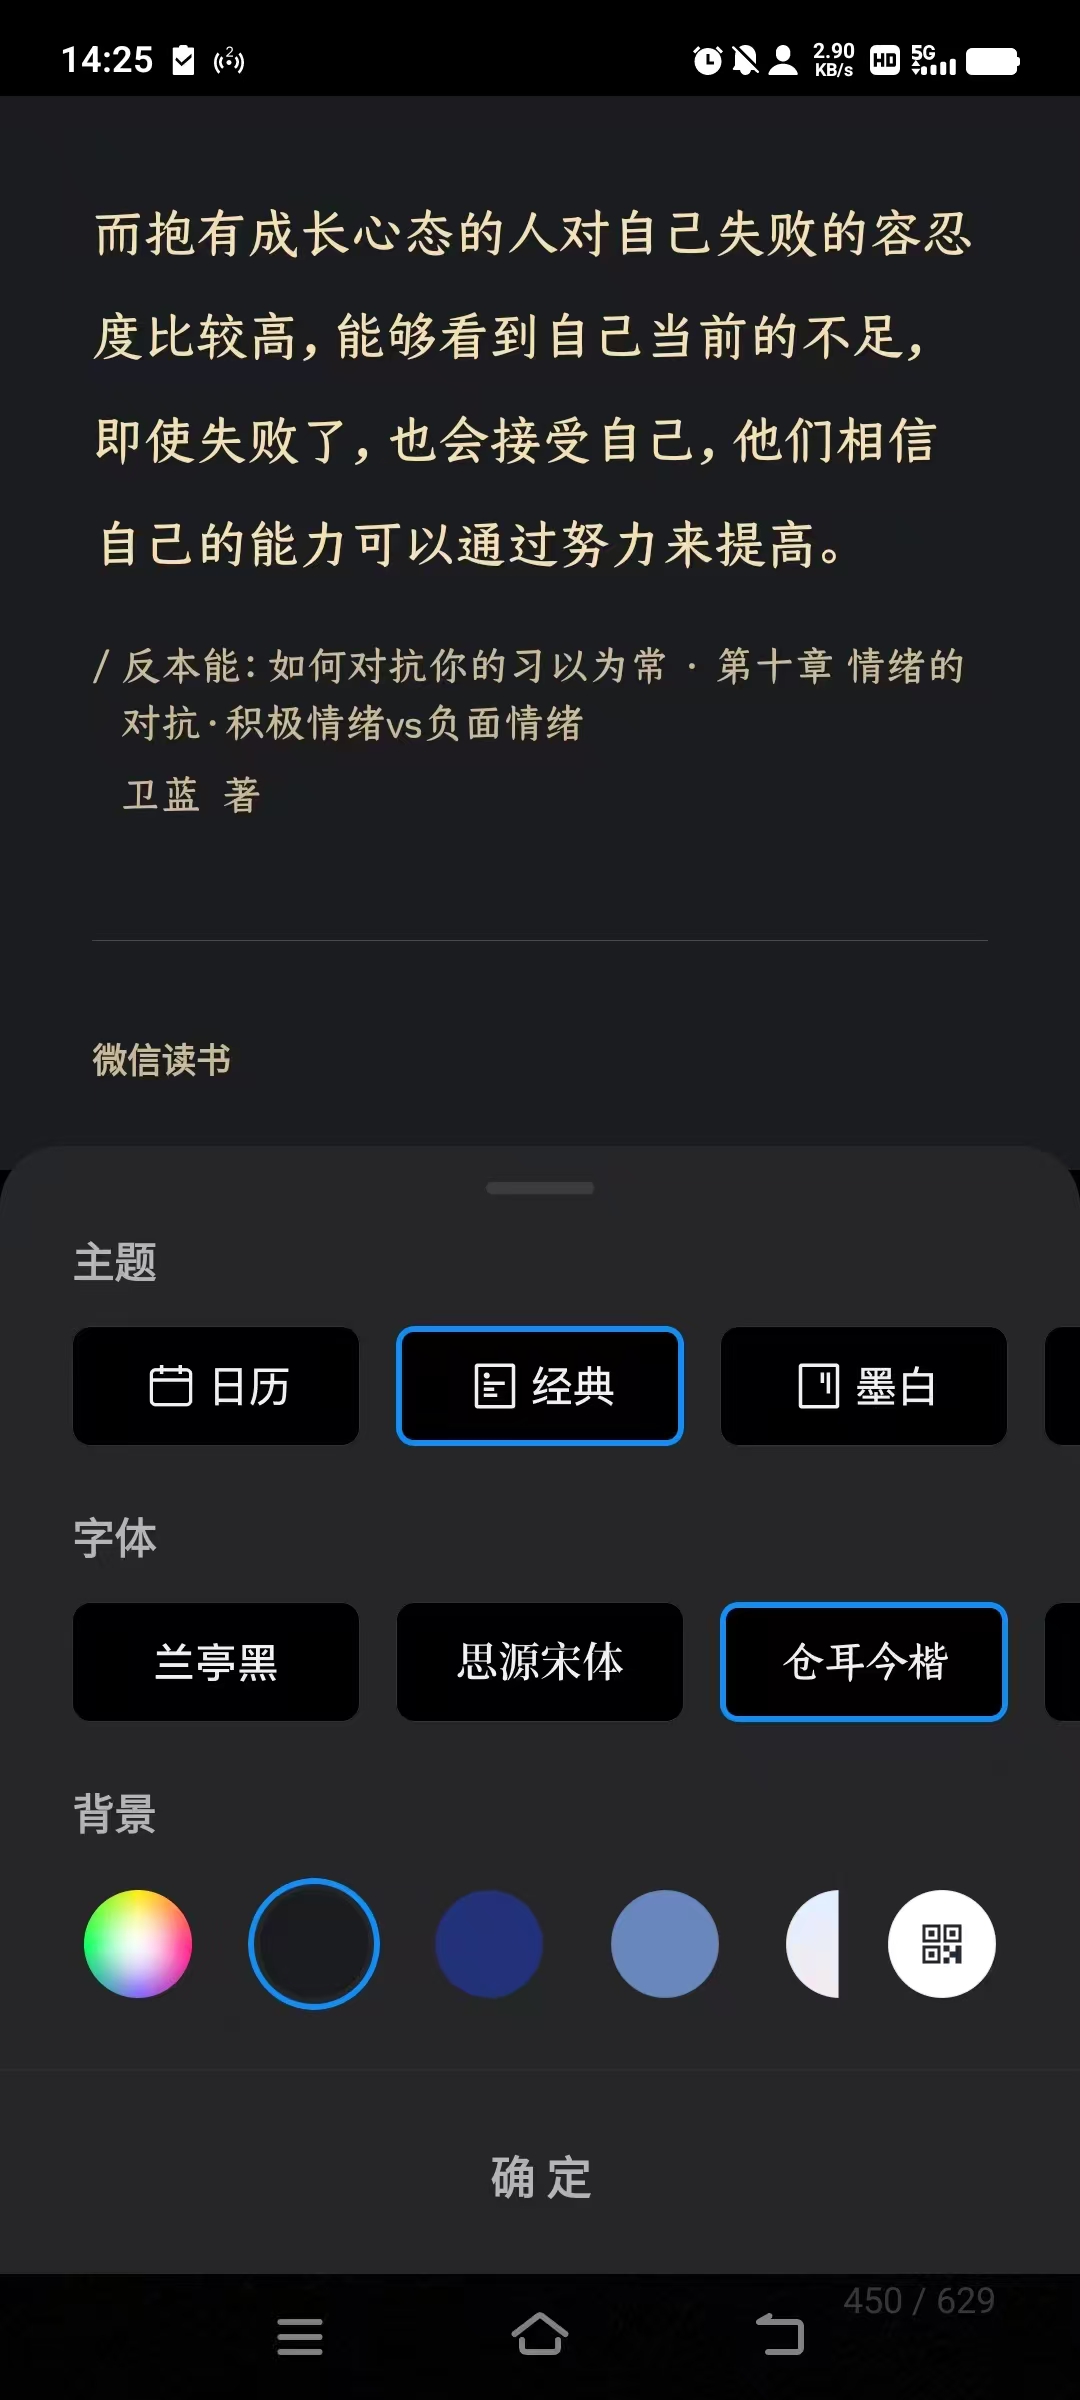 14:25
2
2.90
KB/s
HD
5G
而抱有成长心态的人对自己失败的容忍
度比较高，能够看到自己当前的不足，
即使失败了，也会接受自己，他们相信
自己的能力可以通过努力来提高。
/ 反本能：如何对抗你的习以为常 · 第十章 情绪的
对抗·积极情绪vs负面情绪
卫蓝 著
微信读书
主题
日历
经典
墨白
字体
兰亭黑
思源宋体
仓耳今楷
背景
确定
450 / 629